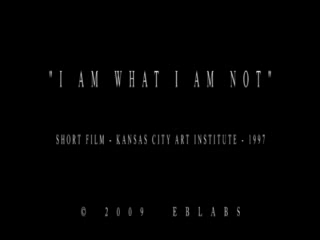 "I AM WHAT I AM NOT"
SHORT FILM - KANSAS CITY ART INSTITUTE - 1997
© 2009 EBLABS